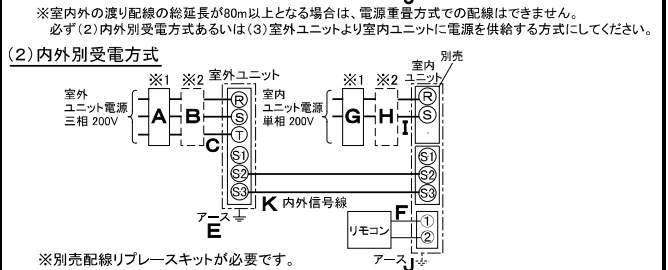 ※室内外の渡り配線の総延長が80m以上となる場合は、電源重畳方式での配線はできません。
必ず(2)内外別受電方式あるいは(3)室外ユニットより室内ユニットに電源を供給する方式にしてください。
(2)内外別受電方式
※1 ※2 室外ユニット
※1 ※2 室内ユニット 別売
室外ユニット電源 三相 200V
A B C
R
S
T
S1
S2
S3
アース
E
室内ユニット電源 単相 200V
G H I
R
S
S1
S2
S3
K 内外信号線
F
リモコン
①
②
アース J
※別売配線リプレースキットが必要です。